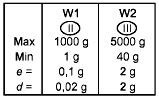 W1 W2
II III
Max 1000 g 5000 g
Min 1 g 40 g
e = 0,1 g 2 g
d = 0,02 g 2 g